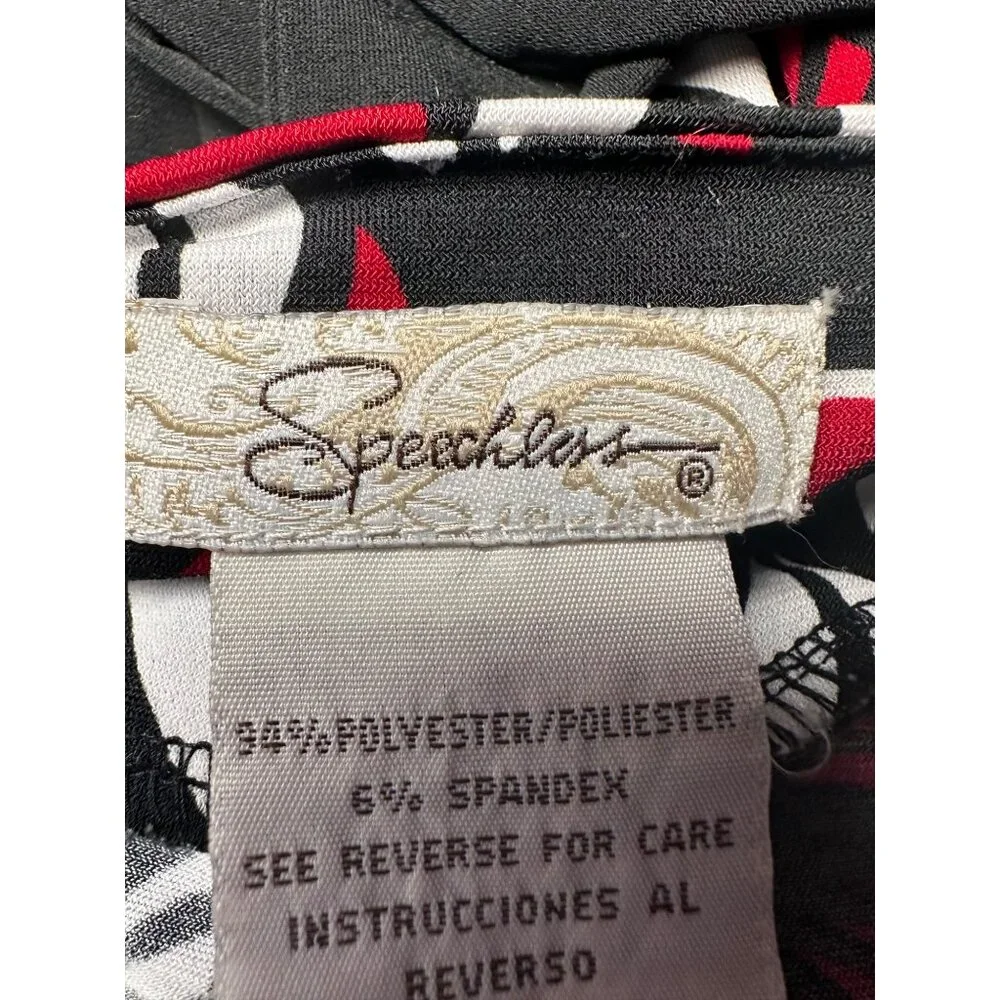 Speechless ®
94% POLYESTER/POLIESTER
6% SPANDEX
SEE REVERSE FOR CARE
INSTRUCCIONES AL
REVERSO